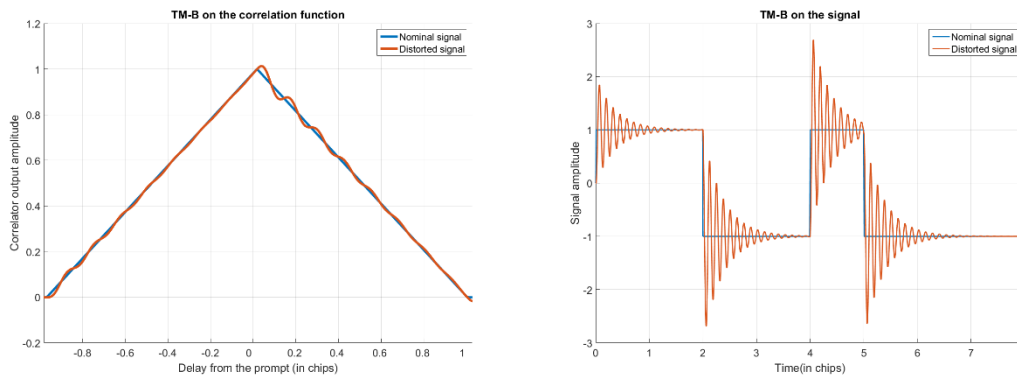 TM-B on the correlation function
1.2
1
0.8
0.6
0.4
0.2
0
-0.2
Correlator output amplitude
Nominal signal
Distorted signal
-0.8 -0.6 -0.4 -0.2 0 0.2 0.4 0.6 0.8 1
Delay from the prompt (in chips)
TM-B on the signal
3
2
1
0
-1
-2
-3
Signal amplitude
Nominal signal
Distorted signal
0 1 2 3 4 5 6 7
Time(in chips)